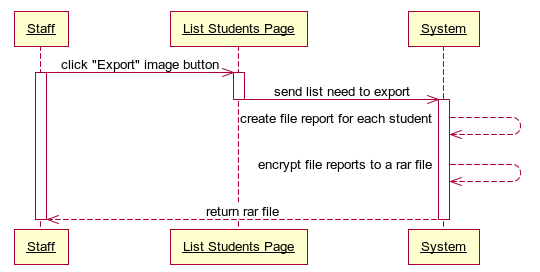 Staff
List Students Page
System
click "Export" image button
send list need to export
create file report for each student
encrypt file reports to a rar file
return rar file
Staff
List Students Page
System